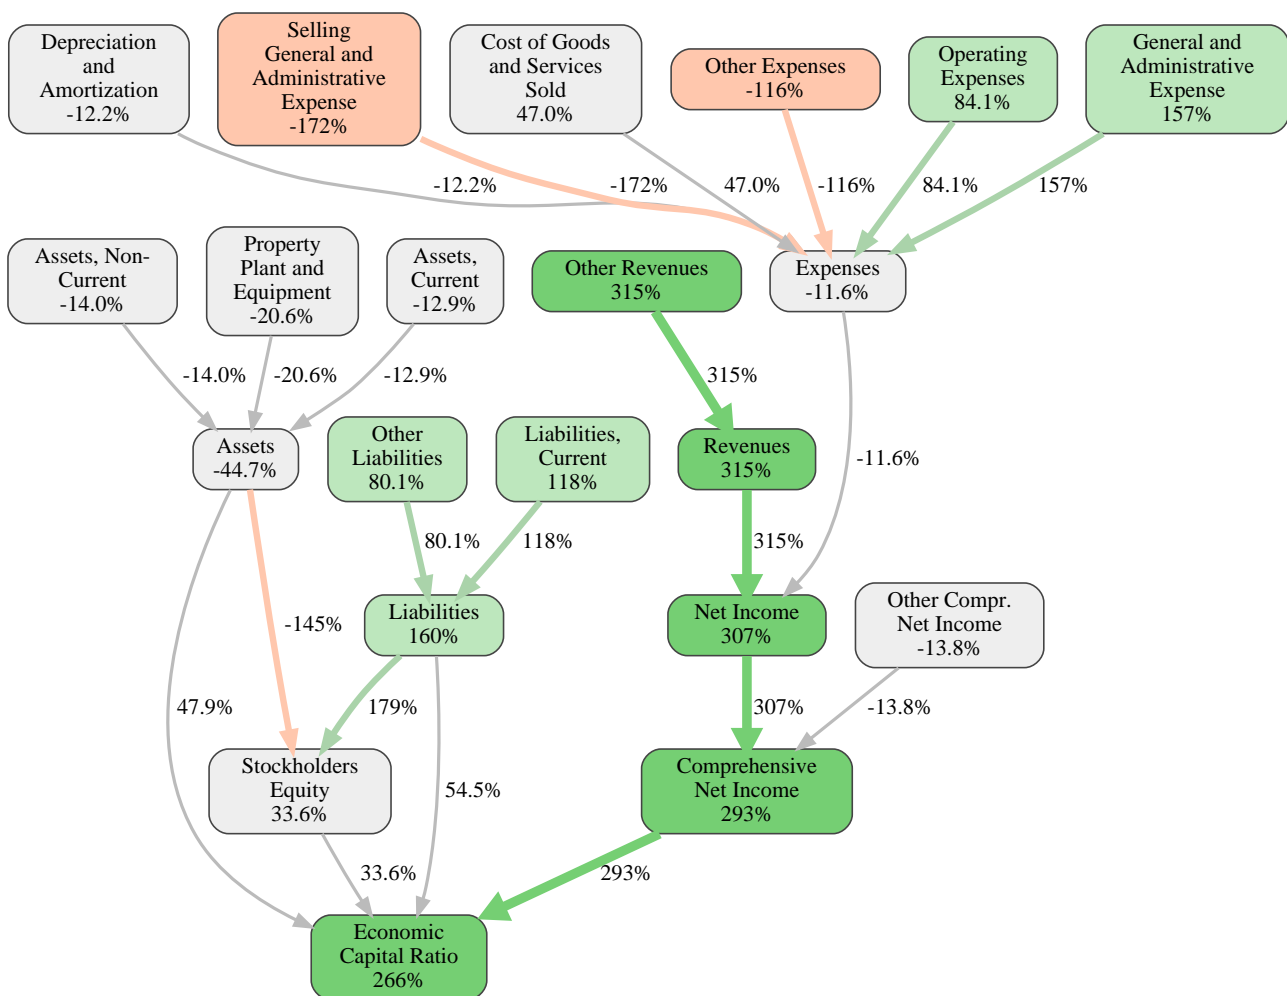 Depreciation
and
Amortization
-12.2%
Selling
General and
Administrative
Expense
-172%
Cost of Goods
and Services
Sold
47.0%
Other Expenses
-116%
Operating
Expenses
84.1%
General and
Administrative
Expense
157%
-12.2%
-172%
47.0%
-116%
84.1%
157%
Assets, Non-
Current
-14.0%
Property
Plant and
Equipment
-20.6%
Assets,
Current
-12.9%
Other Revenues
315%
Expenses
-11.6%
-14.0%
-20.6%
-12.9%
315%
Assets
-44.7%
Other
Liabilities
80.1%
Liabilities,
Current
118%
Revenues
315%
-11.6%
80.1%
118%
315%
-145%
Liabilities
160%
Net Income
307%
Other Compr.
Net Income
-13.8%
47.9%
179%
307%
-13.8%
Stockholders
Equity
33.6%
54.5%
Comprehensive
Net Income
293%
33.6%
293%
Economic
Capital Ratio
266%